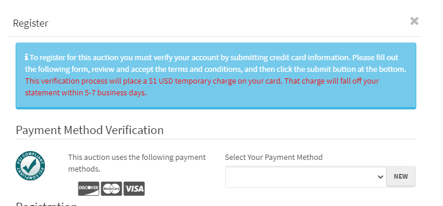 Register
To register for this auction you must verify your account by submitting credit card information. Please fill out
the following form, review and accept the terms and conditions, and then click the submit button at the bottom.
This verification process will place a $1 USD temporary charge on your card. That charge will fall off your
statement within 5-7 business days.
Payment Method Verification
This auction uses the following payment
methods.
DISCOVER MasterCard VISA
Select Your Payment Method
NEW
Registration